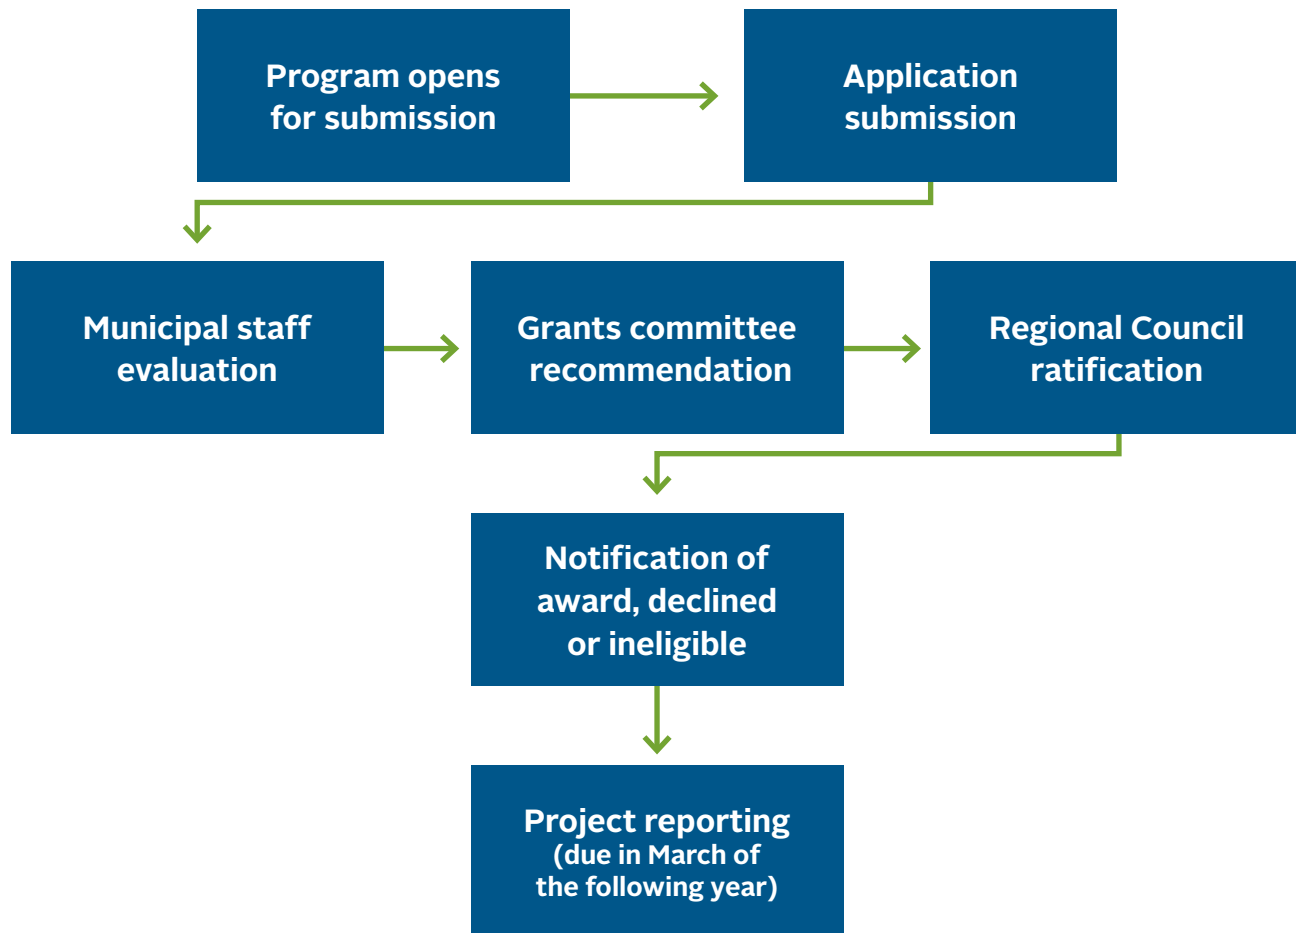 Program opens
for submission
Application
submission
Municipal staff
evaluation
Grants committee
recommendation
Regional Council
ratification
Notification of
award, declined
or ineligible
Project reporting
(due in March of
the following year)